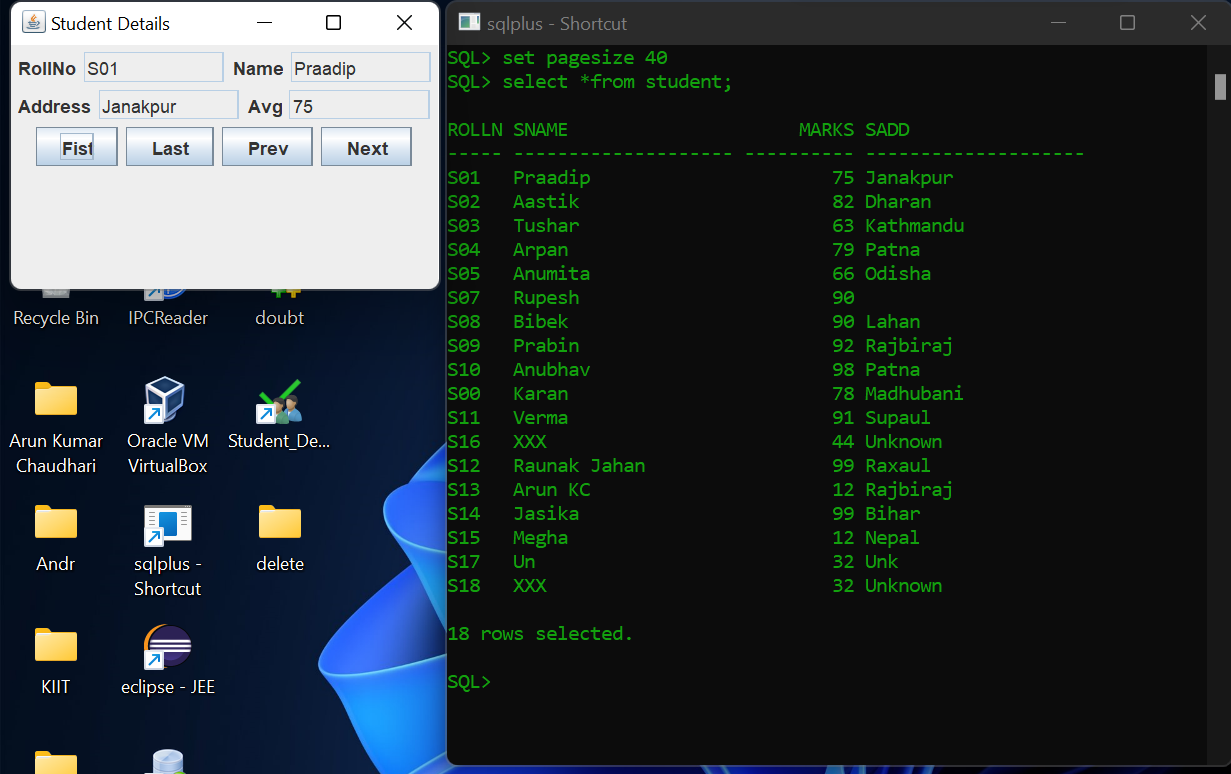 Student Details
RollNo S01 Name Praadip
Address Janakpur Avg 75
Fist Last Prev Next
Recycle Bin IPCReader doubt
Arun Kumar Chaudhari
Oracle VM VirtualBox
Student_De...
Andr
sqlplus - Shortcut
delete
KIIT
eclipse - JEE
sqlplus - Shortcut
SQL> set pagesize 40
SQL> select *from student;
ROLLN SNAME                     MARKS SADD
----- -------------------- ---------- --------------------
S01   Praadip                      75 Janakpur
S02   Aastik                       82 Dharan
S03   Tushar                       63 Kathmandu
S04   Arpan                        79 Patna
S05   Anumita                      66 Odisha
S07   Rupesh                       90
S08   Bibek                        90 Lahan
S09   Prabin                       92 Rajbiraj
S10   Anubhav                      98 Patna
S00   Karan                        78 Madhubani
S11   Verma                        91 Supaul
S16   XXX                          44 Unknown
S12   Raunak Jahan                 99 Raxaul
S13   Arun KC                      12 Rajbiraj
S14   Jasika                       99 Bihar
S15   Megha                        12 Nepal
S17   Un                           32 Unk
S18   XXX                          32 Unknown
18 rows selected.
SQL>